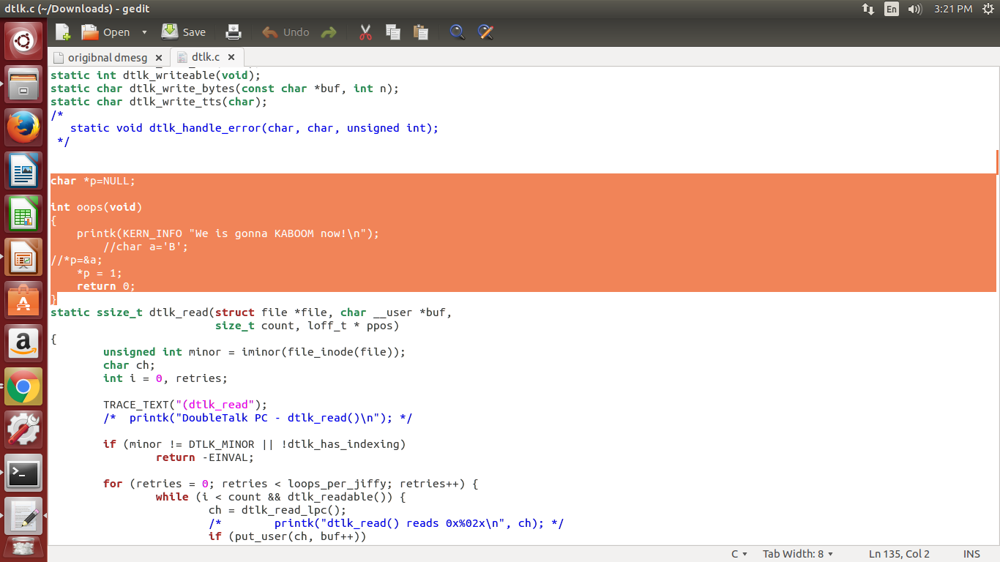 dtlk.c (~/Downloads) - gedit
En
3:21 PM
Open
Save
Undo
origibnal dmesg ×
dtlk.c ×
static int dtlk_writeable(void);
static char dtlk_write_bytes(const char *buf, int n);
static char dtlk_write_tts(char);
/*
   static void dtlk_handle_error(char, char, unsigned int);
 */
char *p=NULL;
int oops(void)
{
    printk(KERN_INFO "We is gonna KABOOM now!\n");
        //char a='B';
//*p=&a;
    *p = 1;
    return 0;
}
static ssize_t dtlk_read(struct file *file, char __user *buf,
                         size_t count, loff_t * ppos)
{
        unsigned int minor = iminor(file_inode(file));
        char ch;
        int i = 0, retries;
        TRACE_TEXT("(dtlk_read");
        /*  printk("DoubleTalk PC - dtlk_read()\n"); */
        if (minor != DTLK_MINOR || !dtlk_has_indexing)
                return -EINVAL;
        for (retries = 0; retries < loops_per_jiffy; retries++) {
                while (i < count && dtlk_readable()) {
                        ch = dtlk_read_lpc();
                        /*        printk("dtlk_read() reads 0x%02x\n", ch); */
                        if (put_user(ch, buf++))
C
Tab Width: 8
Ln 135, Col 2
INS